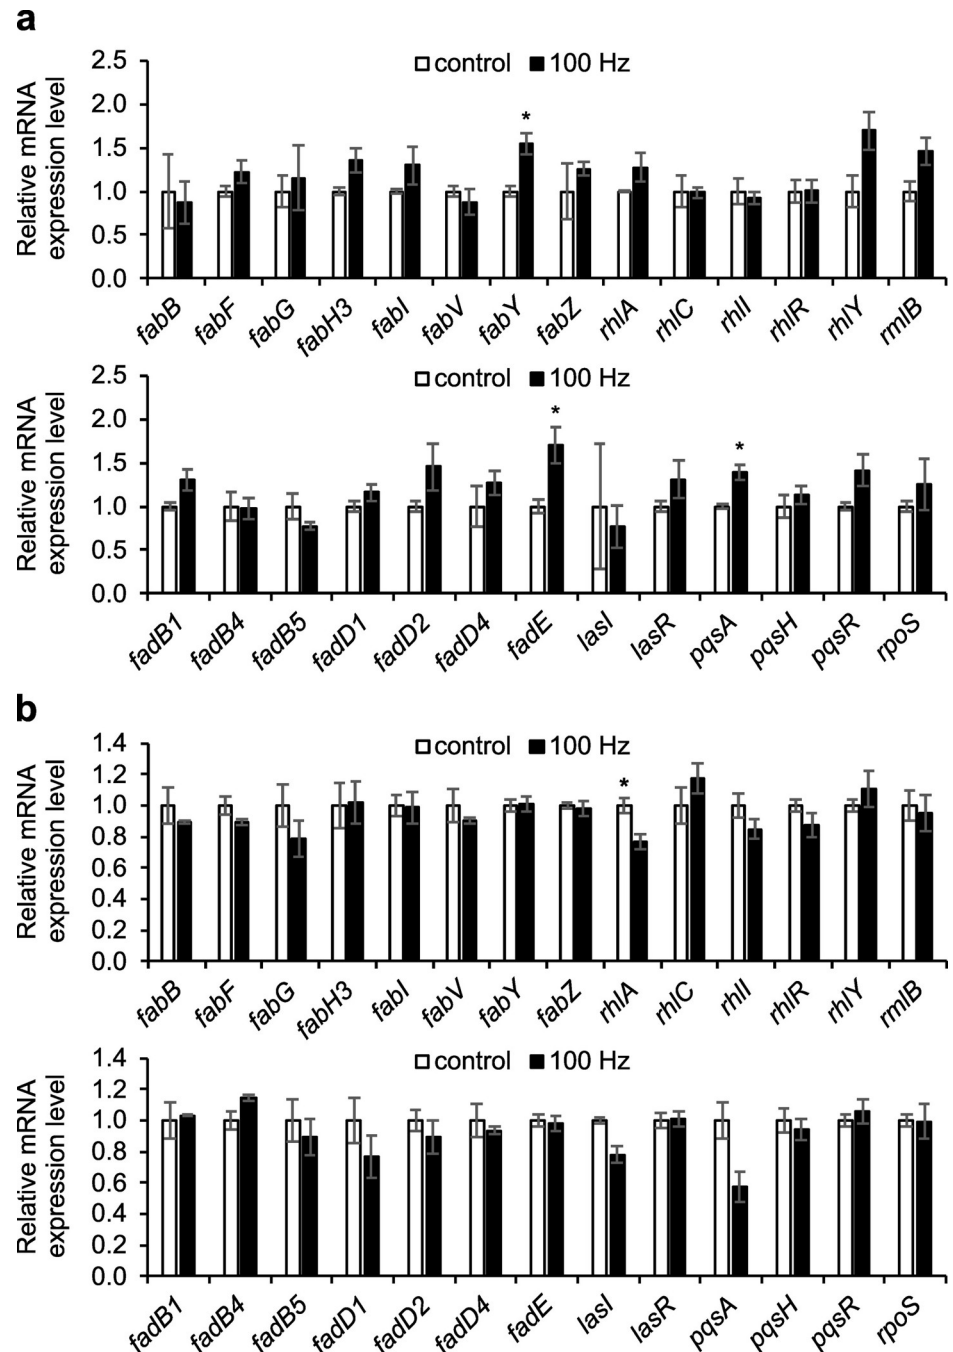 a
control 100 Hz
Relative mRNA
expression level
2.5
2.0
1.5
1.0
0.5
0.0
*
fabB fabF fabG fabH3 fabI fabV fabY fabZ rhlA rhlC rhlI rhlR rhlY rmlB
control 100 Hz
Relative mRNA
expression level
2.5
2.0
1.5
1.0
0.5
0.0
* *
fadB1 fadB4 fadB5 fadD1 fadD2 fadD4 fadE lasI lasR pqsA pqsH pqsR rpoS
b
control 100 Hz
Relative mRNA
expression level
1.4
1.2
1.0
0.8
0.6
0.4
0.2
0.0
*
fabB fabF fabG fabH3 fabI fabV fabY fabZ rhlA rhlC rhlI rhlR rhlY rmlB
control 100 Hz
Relative mRNA
expression level
1.4
1.2
1.0
0.8
0.6
0.4
0.2
0.0
fadB1 fadB4 fadB5 fadD1 fadD2 fadD4 fadE lasI lasR pqsA pqsH pqsR rpoS